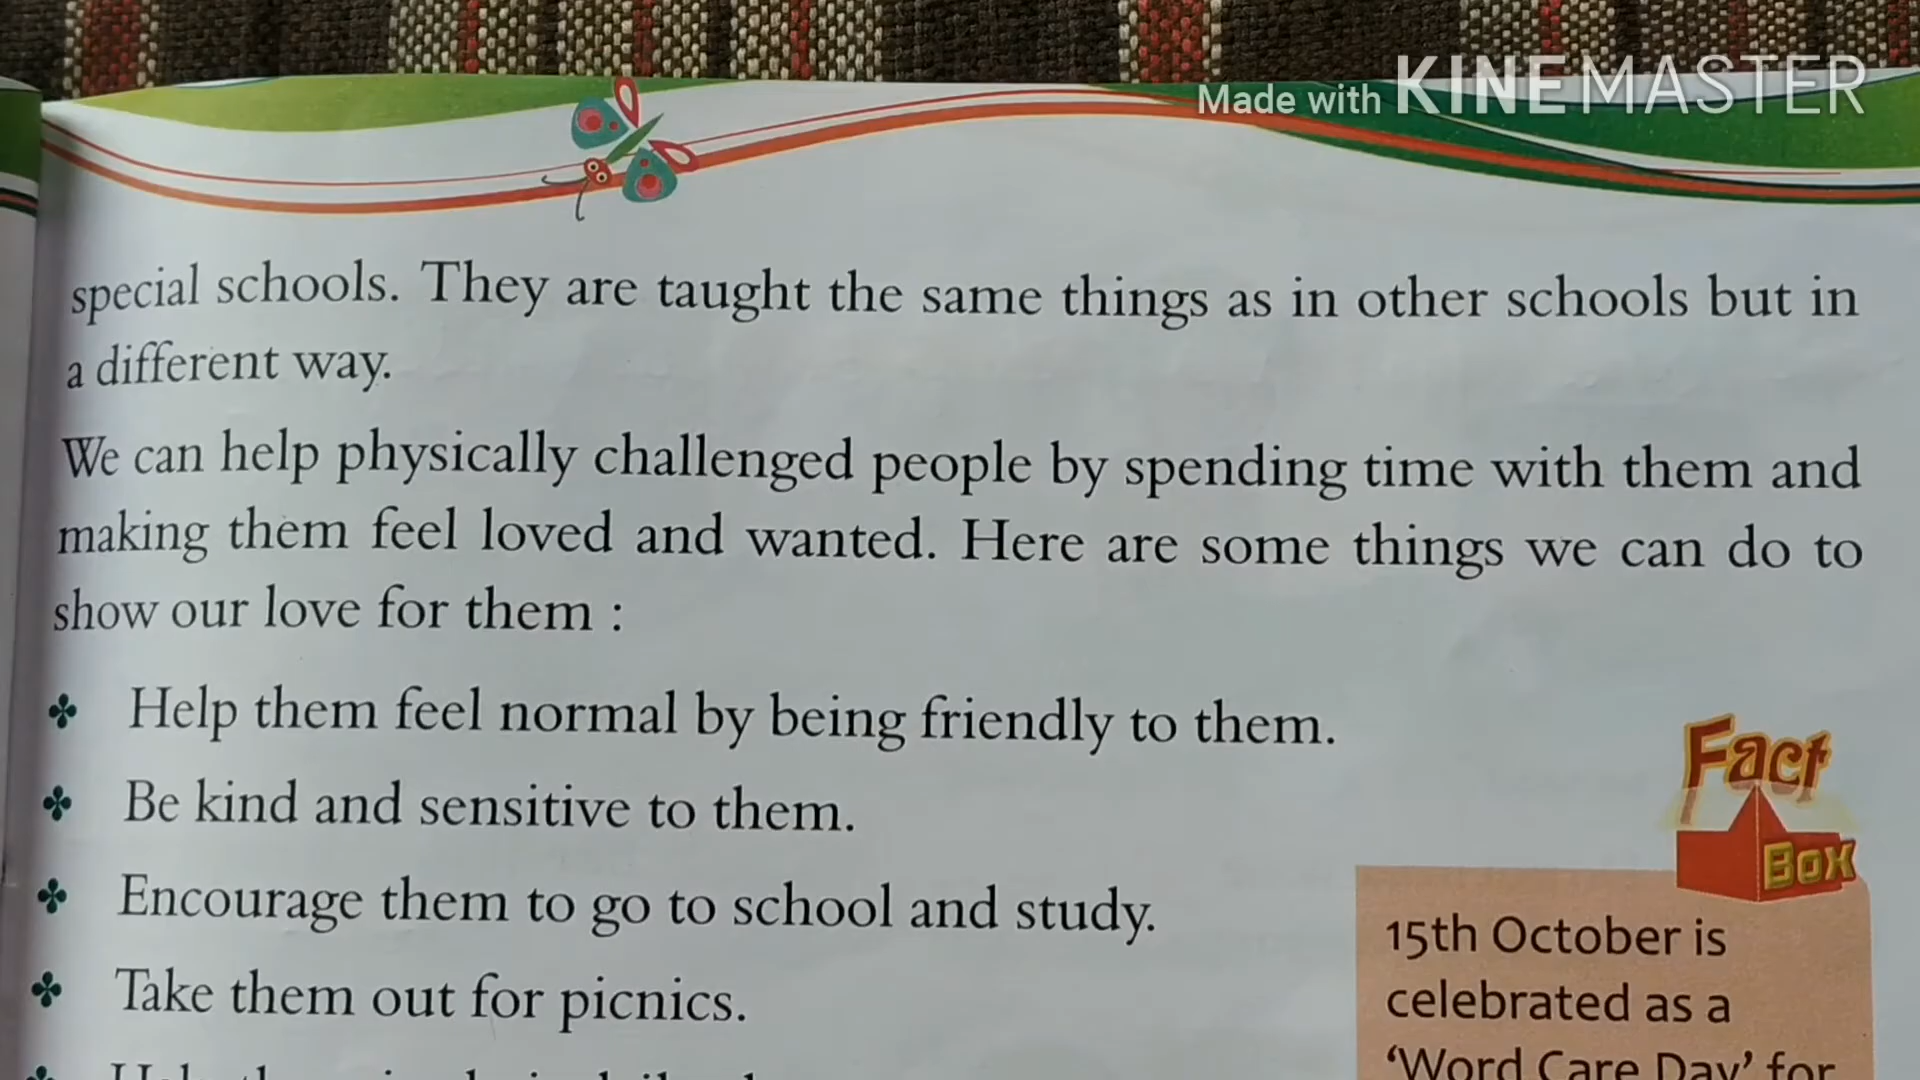 Made with KINEMASTER
special schools. They are taught the same things as in other schools but in
a different way.
We can help physically challenged people by spending time with them and
making them feel loved and wanted. Here are some things we can do to
show our love for them :
Help them feel normal by being friendly to them.
Be kind and sensitive to them.
Encourage them to go to school and study.
Take them out for picnics.
Fact
Box
15th October is
celebrated as a
‘Word Care Day’ for